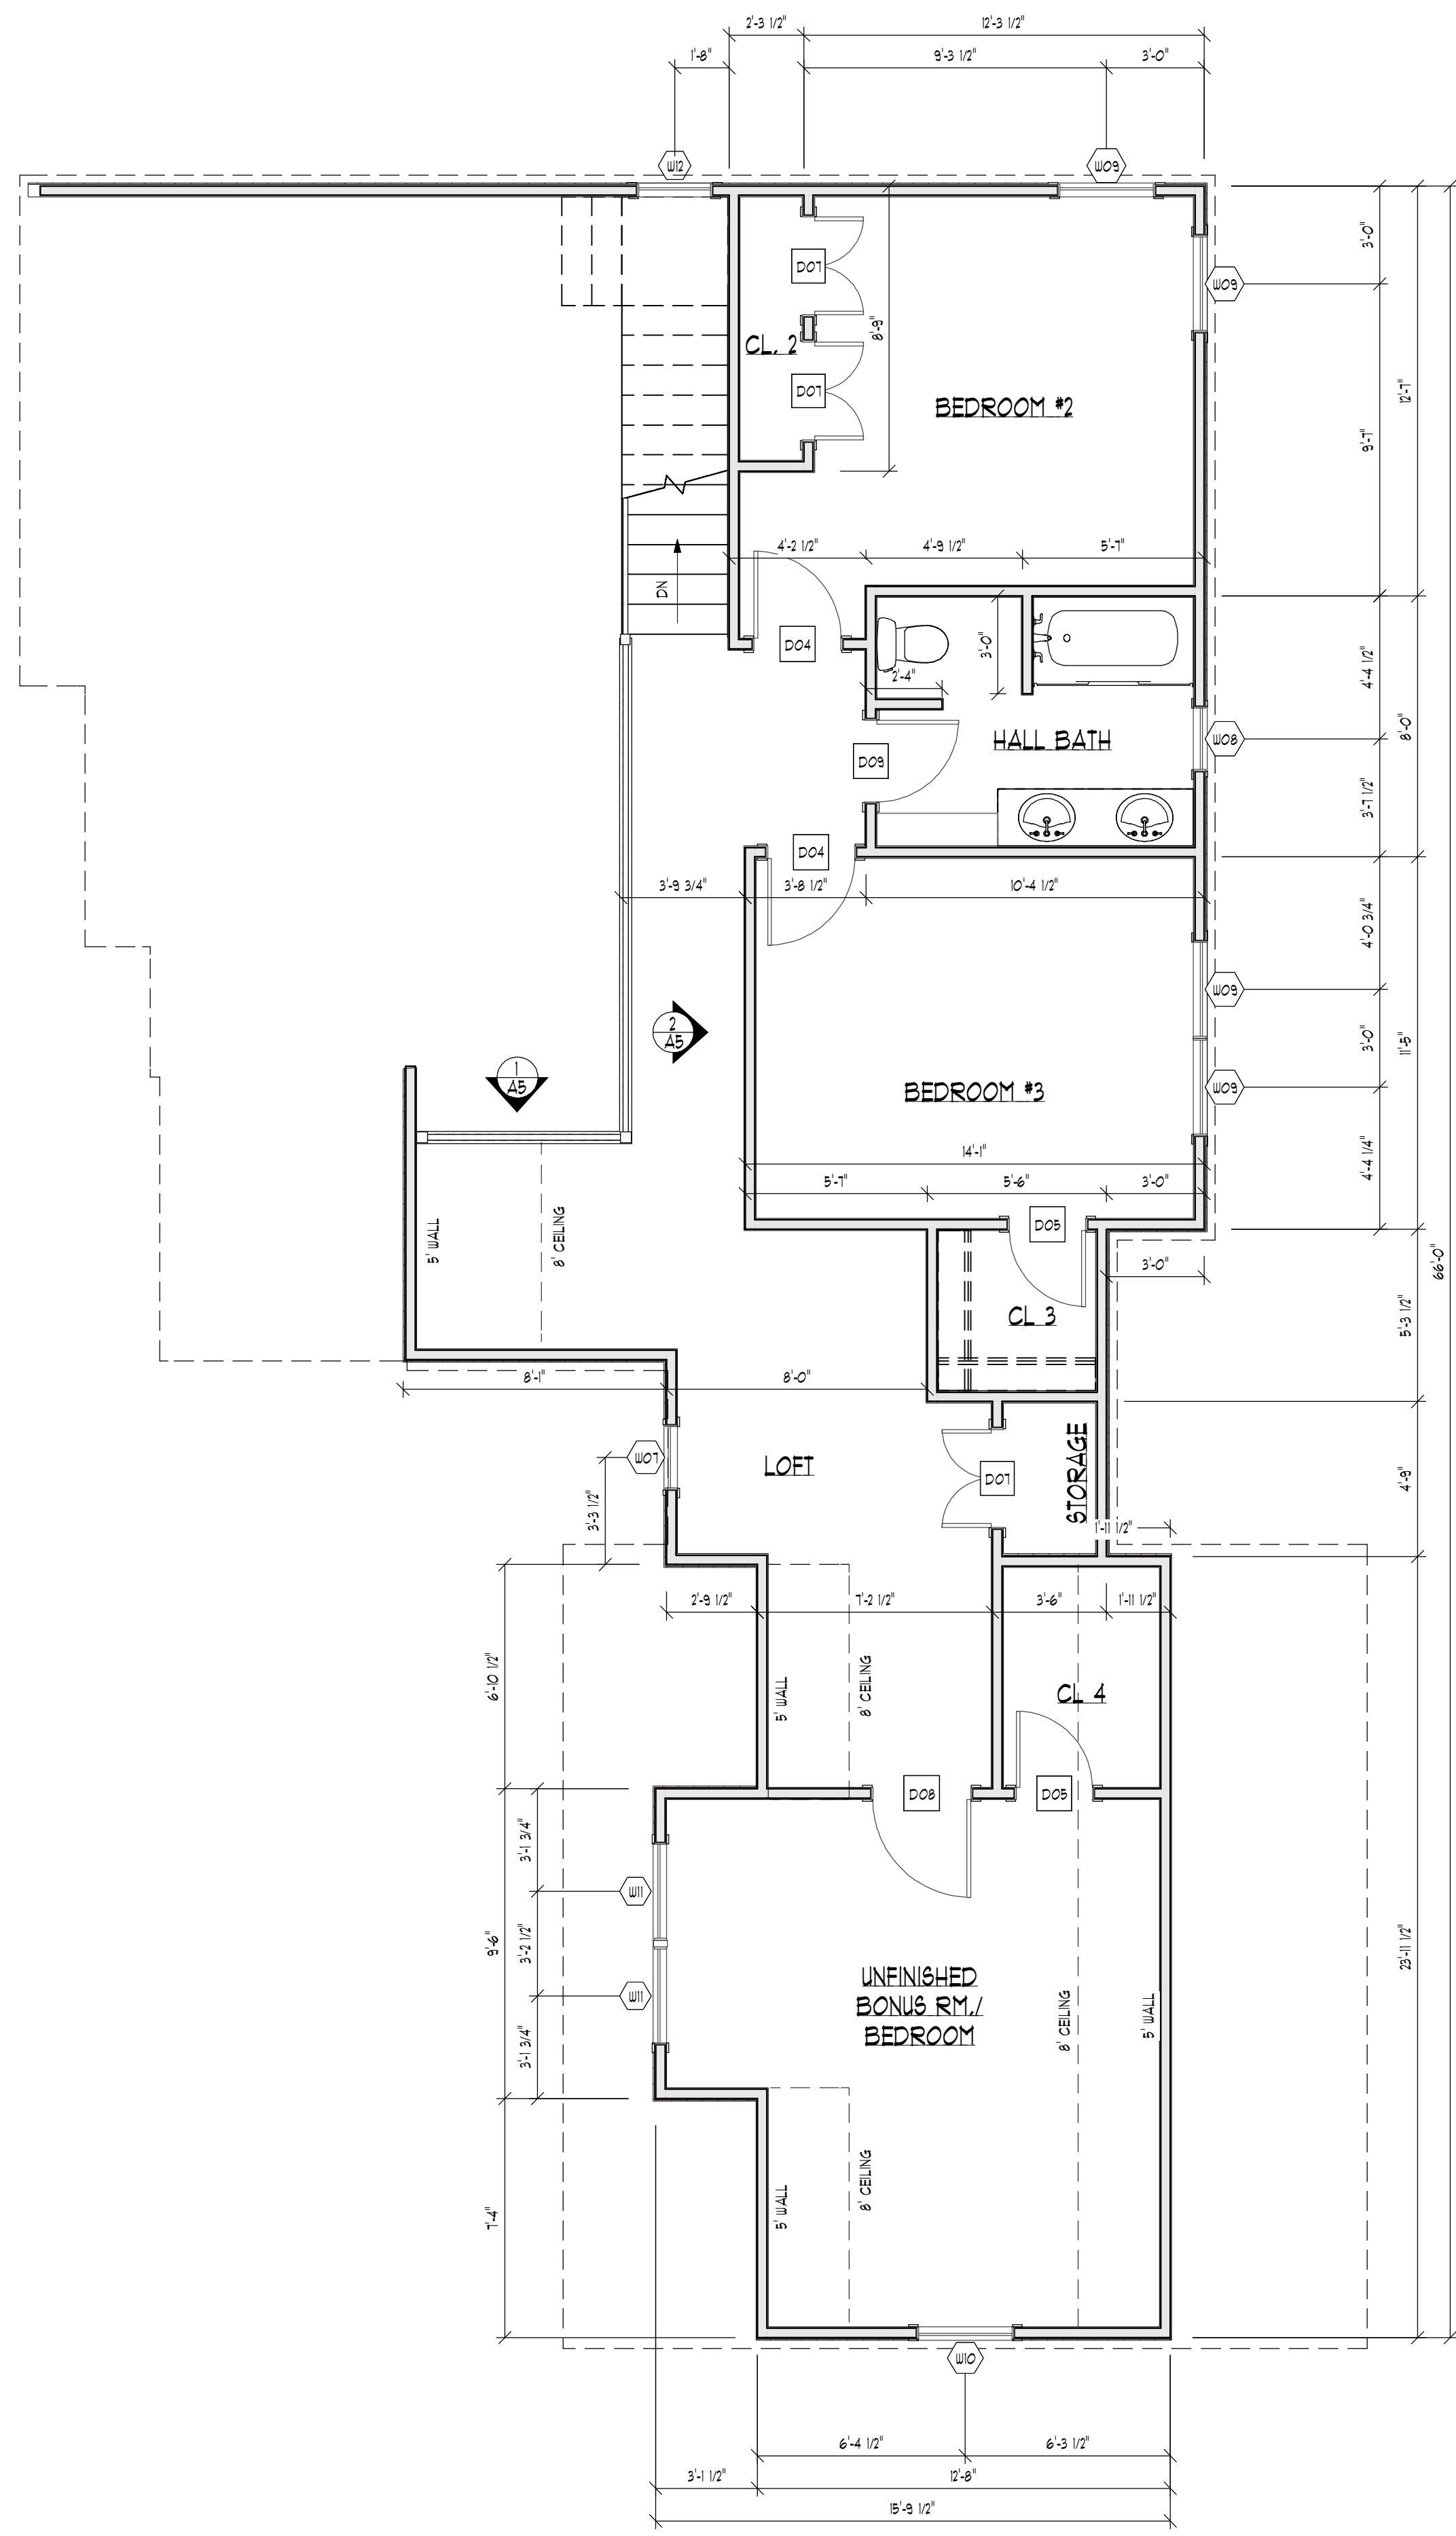 2'-3 1/2"
12'-3 1/2"
1'-8"
9'-3 1/2"
3'-0"
W12
W09
3'-0"
D07
W09
8'-9"
CL. 2
12'-7"
D07
BEDROOM #2
9'-7"
4'-2 1/2"
4'-9 1/2"
5'-7"
DN
D04
3'-0"
4'-4 1/2"
2'-4"
8'-0"
HALL BATH
W08
D09
3'-7 1/2"
D04
3'-9 3/4"
3'-8 1/2"
10'-4 1/2"
4'-0 3/4"
W09
2
A5
3'-0"
11'-5"
1
A5
BEDROOM #3
W09
14'-1"
4'-4 1/4"
5'-7"
5'-6"
3'-0"
5' WALL
8' CEILING
D05
66'-0"
3'-0"
CL 3
5'-3 1/2"
8'-1"
8'-0"
W07
LOFT
D07
STORAGE
4'-9"
3'-3 1/2"
1'-11 1/2"
2'-9 1/2"
7'-2 1/2"
3'-6"
1'-11 1/2"
6'-10 1/2"
5' WALL
8' CEILING
CL 4
D08
D05
3'-1 3/4"
W11
9'-6"
3'-2 1/2"
23'-11 1/2"
UNFINISHED
BONUS RM./
BEDROOM
W11
8' CEILING
5' WALL
3'-1 3/4"
7'-4"
5' WALL
8' CEILING
W10
6'-4 1/2"
6'-3 1/2"
3'-1 1/2"
12'-8"
15'-9 1/2"